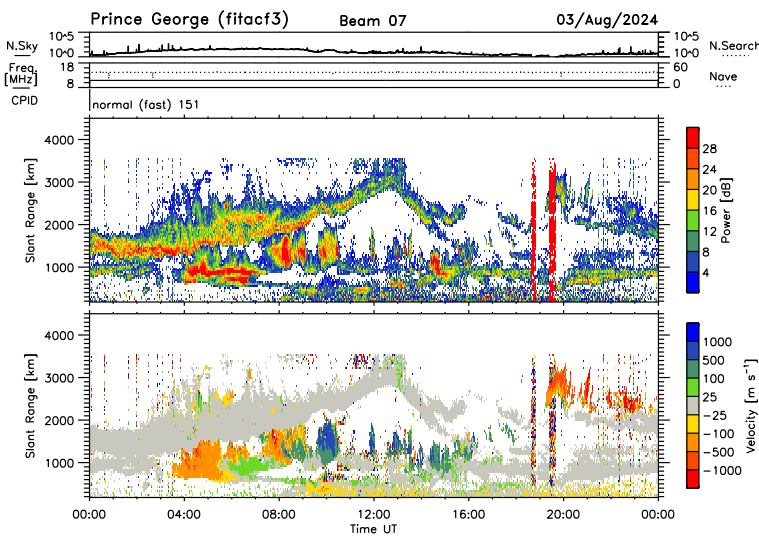 Prince George (fitacf3) Beam 07 03/Aug/2024
N.Sky 10^5 10^0 10^5 10^0 N.Search
Freq. [MHz] 18 8 60 0 Nave
CPID normal (fast) 151
Slant Range [km] 4000 3000 2000 1000
Power [dB] 28 24 20 16 12 8 4
Slant Range [km] 4000 3000 2000 1000
Velocity [m s⁻¹] 1000 500 100 25 −25 −100 −500 −1000
00:00 04:00 08:00 12:00 16:00 20:00 00:00
Time UT